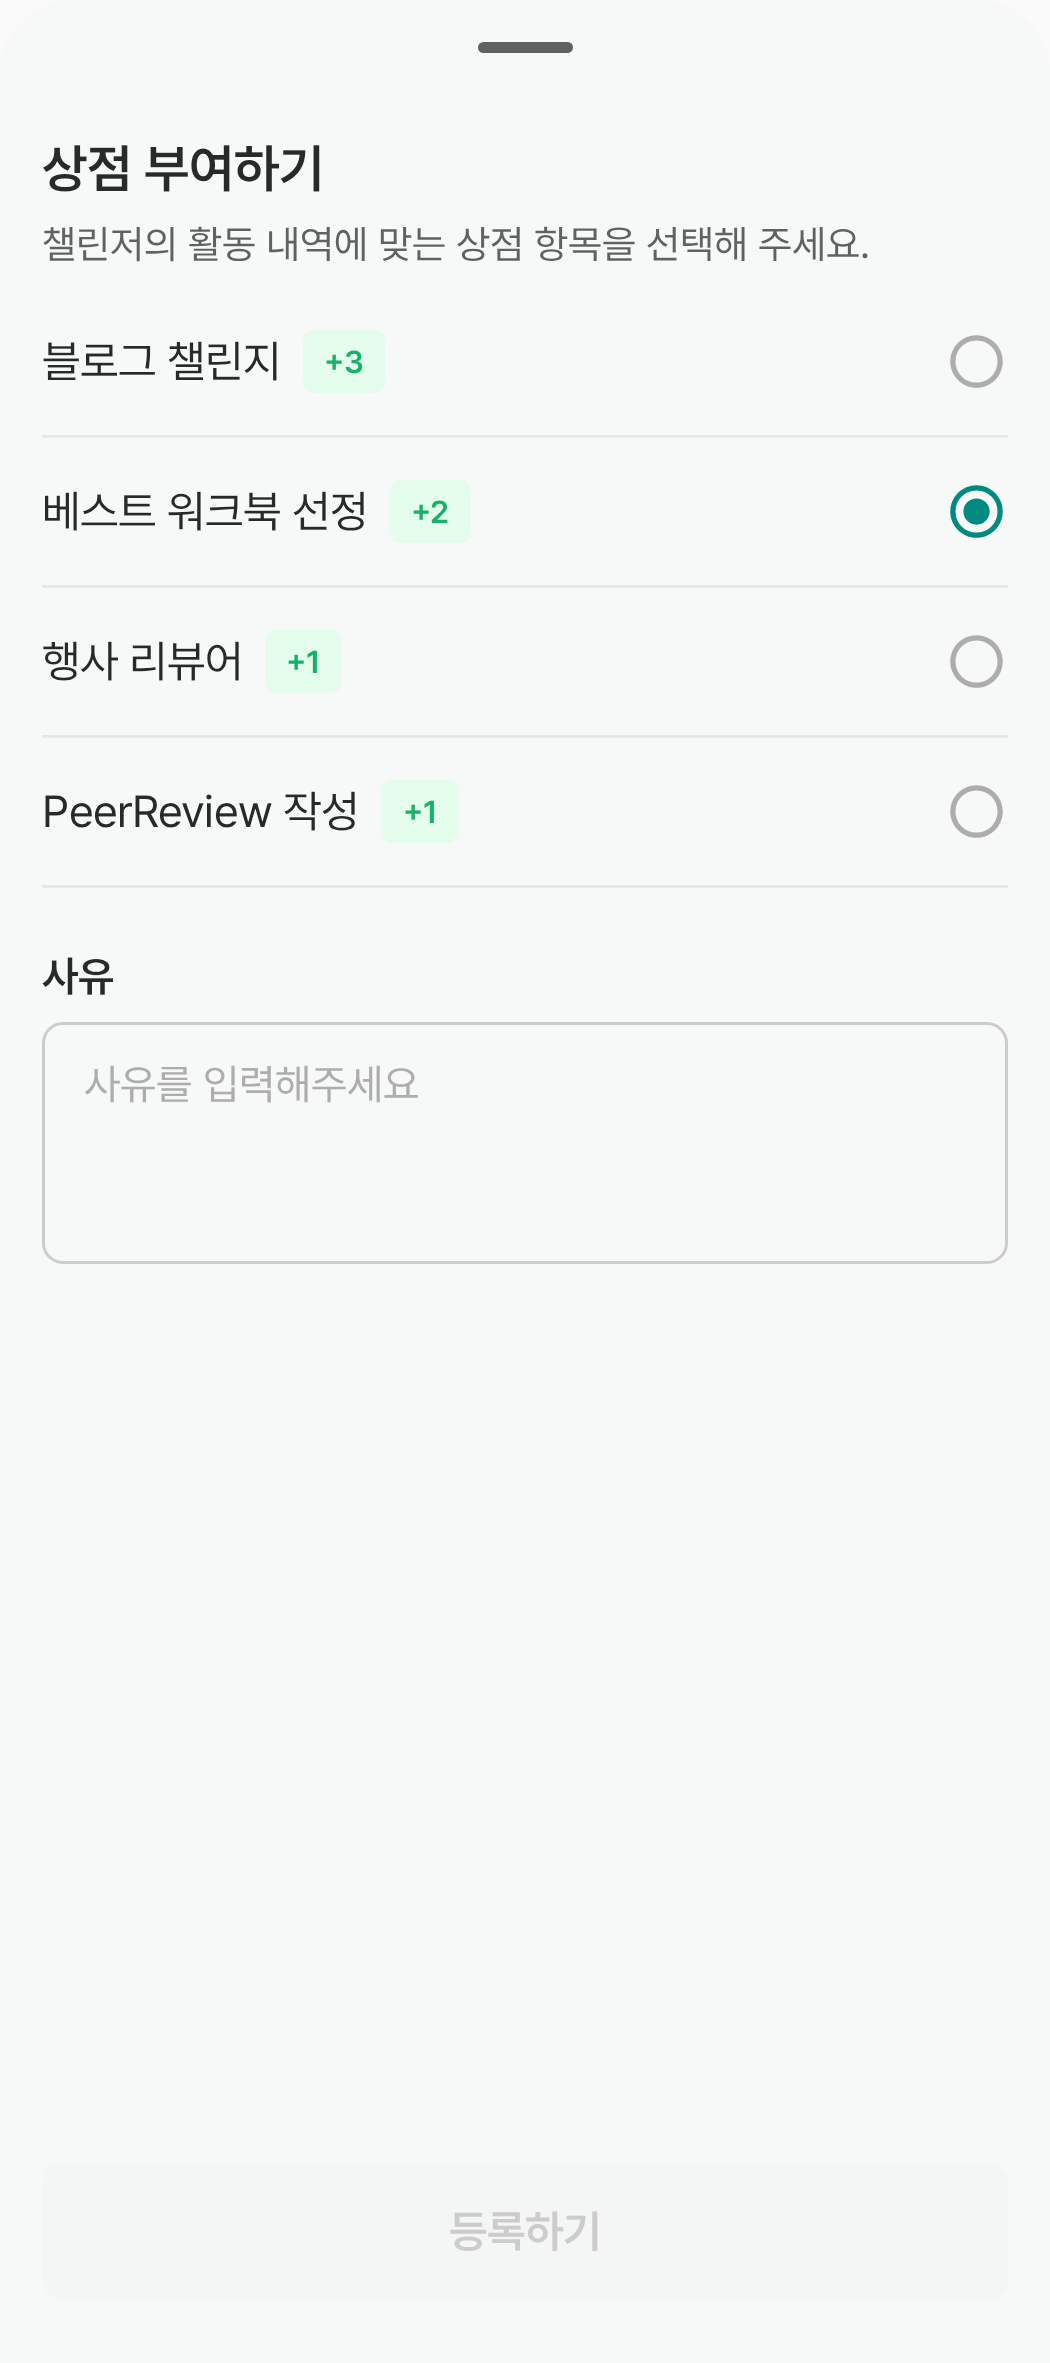 상점 부여하기
챌린저의 활동 내역에 맞는 상점 항목을 선택해 주세요.
블로그 챌린지 +3
베스트 워크북 선정 +2
행사 리뷰어 +1
PeerReview 작성 +1
사유
사유를 입력해주세요
등록하기